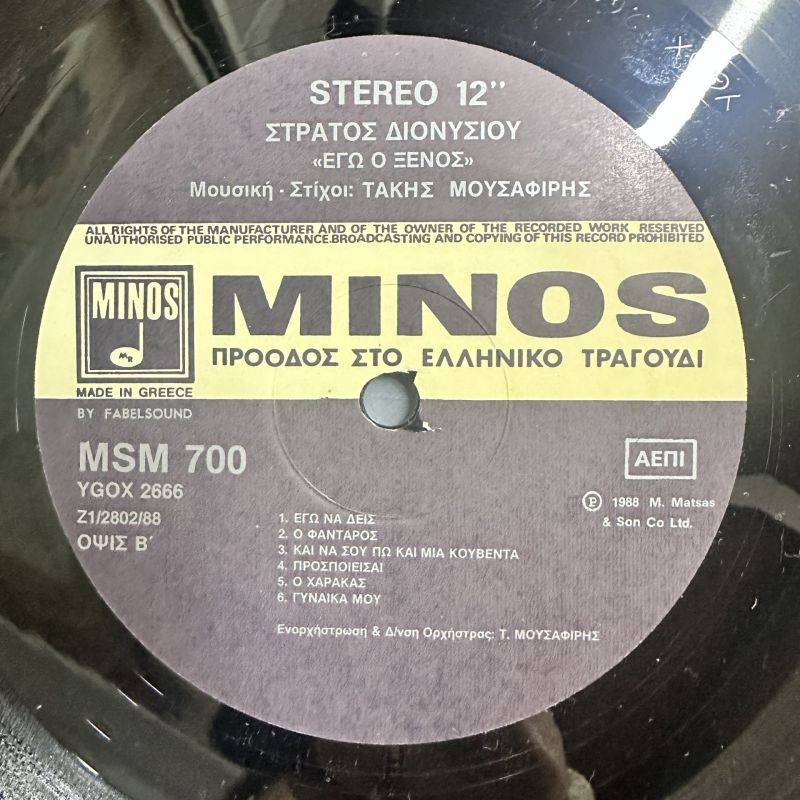 STEREO 12''
ΣΤΡΑΤΟΣ ΔΙΟΝΥΣΙΟΥ
«ΕΓΩ Ο ΞΕΝΟΣ»
Μουσική - Στίχοι: ΤΑΚΗΣ ΜΟΥΣΑΦΙΡΗΣ
ALL RIGHTS OF THE MANUFACTURER AND OF THE OWNER OF THE RECORDED WORK RESERVED
UNAUTHORISED PUBLIC PERFORMANCE.BROADCASTING AND COPYING OF THIS RECORD PROHIBITED
MINOS
MR
MINOS
ΠΡΟΟΔΟΣ ΣΤΟ ΕΛΛΗΝΙΚΟ ΤΡΑΓΟΥΔΙ
MADE IN GREECE
BY FABELSOUND
MSM 700
YGOX 2666
Z1/2802/88
ΟΨΙΣ Β΄
ΑΕΠΙ
Ⓟ 1988 M. Matsas
& Son Co Ltd.
1. ΕΓΩ ΝΑ ΔΕΙΣ
2. Ο ΦΑΝΤΑΡΟΣ
3. ΚΑΙ ΝΑ ΣΟΥ ΠΩ ΚΑΙ ΜΙΑ ΚΟΥΒΕΝΤΑ
4. ΠΡΟΣΠΟΙΕΙΣΑΙ
5. Ο ΧΑΡΑΚΑΣ
6. ΓΥΝΑΙΚΑ ΜΟΥ
Ενορχήστρωση & Δ/νση Ορχήστρας: Τ. ΜΟΥΣΑΦΙΡΗΣ